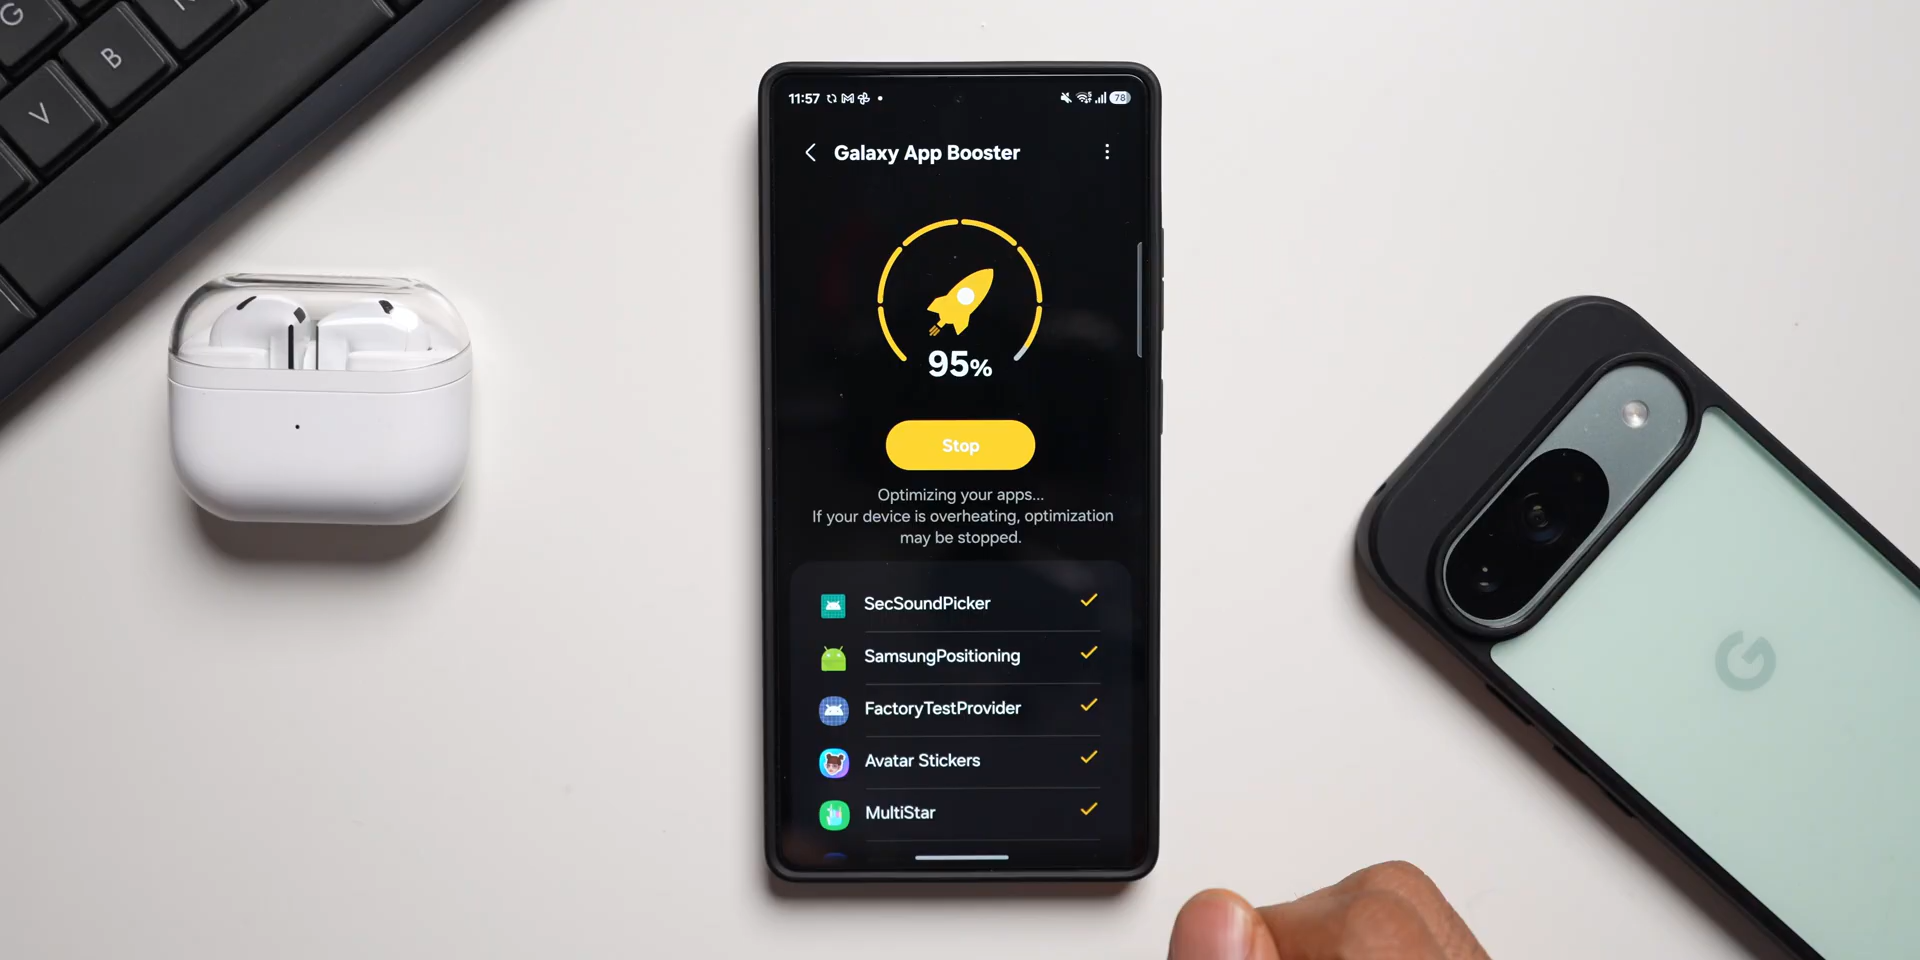 G
B
V
11:57
78
Galaxy App Booster
95%
Stop
Optimizing your apps...
If your device is overheating, optimization
may be stopped.
SecSoundPicker
SamsungPositioning
FactoryTestProvider
Avatar Stickers
MultiStar
G